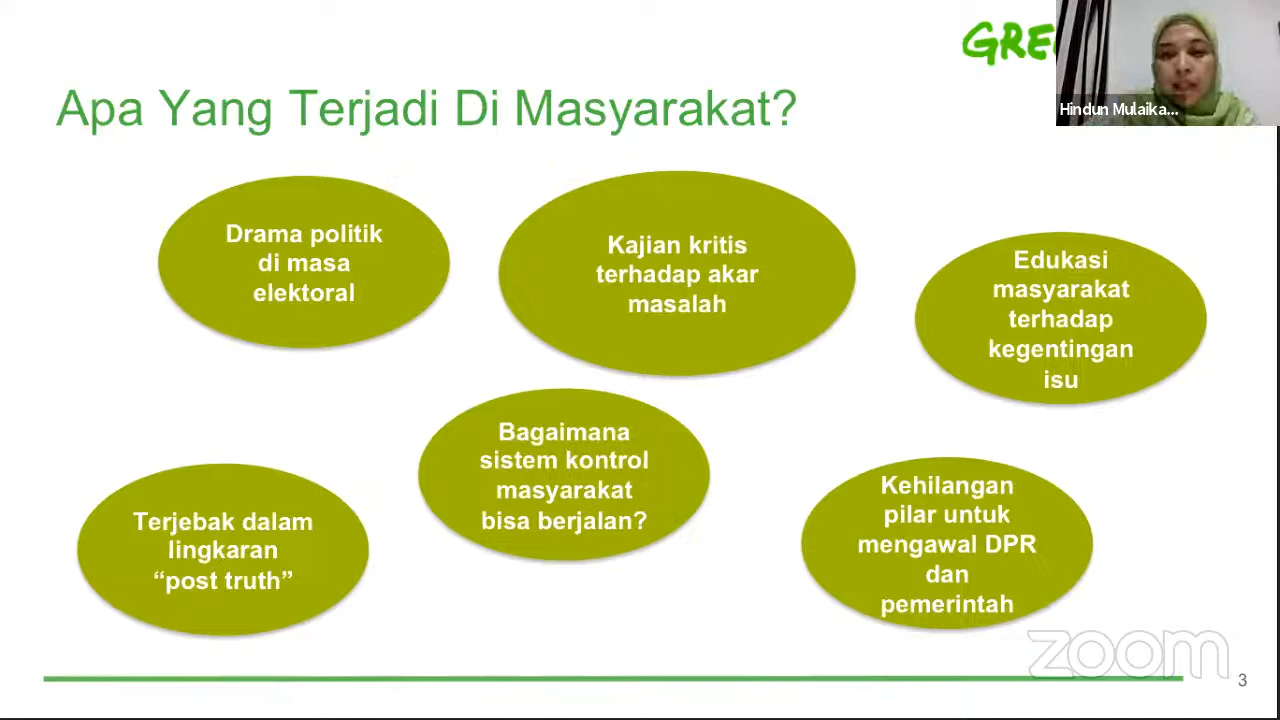 GRE
Hindun Mulaika...
Apa Yang Terjadi Di Masyarakat?
Drama politik
di masa
elektoral
Kajian kritis
terhadap akar
masalah
Edukasi
masyarakat
terhadap
kegentingan
isu
Bagaimana
sistem kontrol
masyarakat
bisa berjalan?
Terjebak dalam
lingkaran
“post truth”
Kehilangan
pilar untuk
mengawal DPR
dan
pemerintah
zoom
3